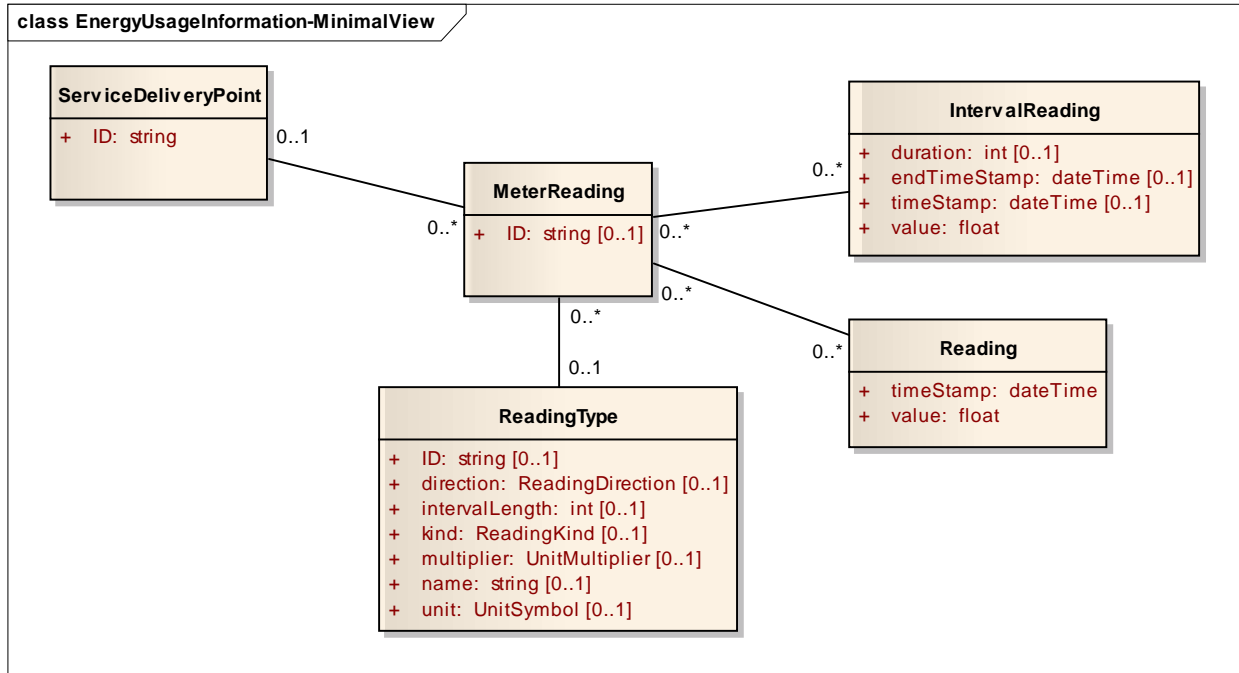 class EnergyUsageInformation-MinimalView
ServiceDeliveryPoint
+ ID: string
0..1
0..*
MeterReading
+ ID: string [0..1]
0..*
0..*
IntervalReading
+ duration: int [0..1]
+ endTimeStamp: dateTime [0..1]
+ timeStamp: dateTime [0..1]
+ value: float
0..*
0..*
Reading
+ timeStamp: dateTime
+ value: float
0..*
0..1
ReadingType
+ ID: string [0..1]
+ direction: ReadingDirection [0..1]
+ intervalLength: int [0..1]
+ kind: ReadingKind [0..1]
+ multiplier: UnitMultiplier [0..1]
+ name: string [0..1]
+ unit: UnitSymbol [0..1]